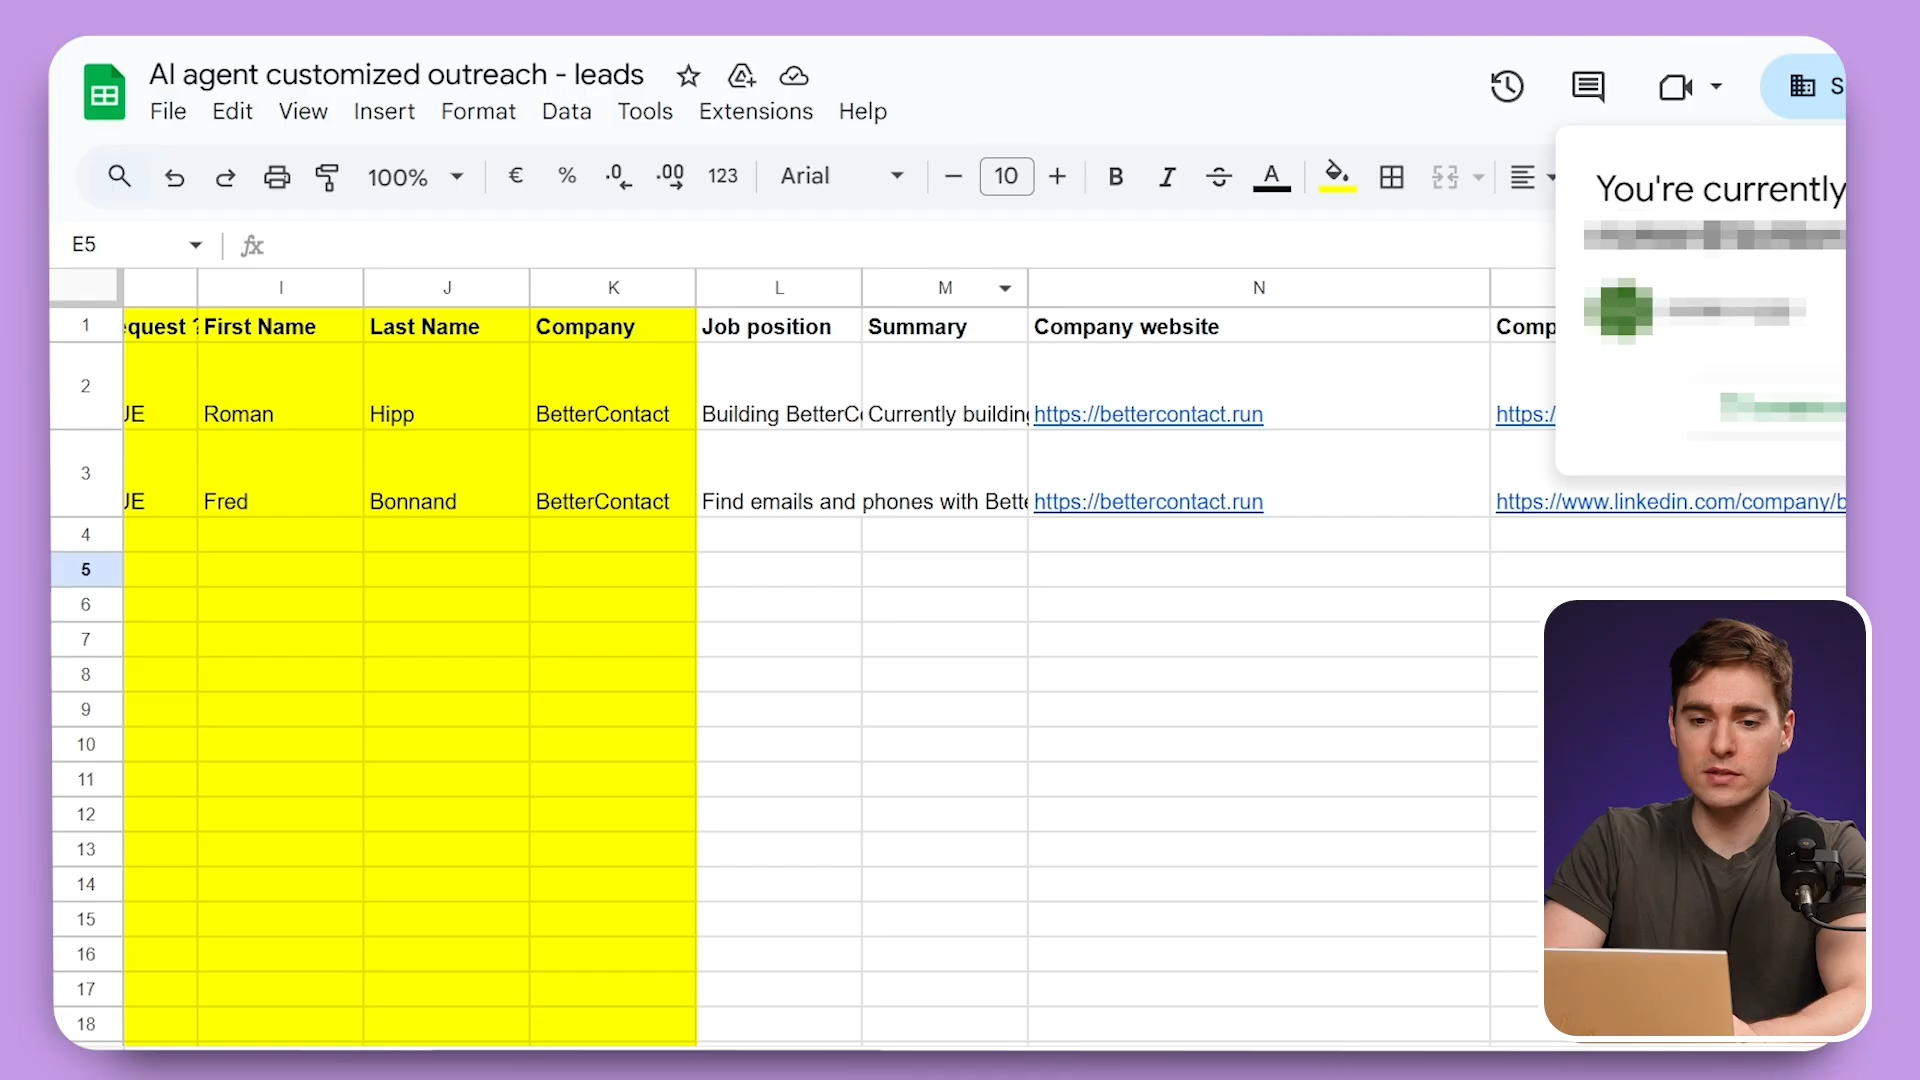 AI agent customized outreach - leads
File Edit View Insert Format Data Tools Extensions Help
100% € % .0 .00 123 Arial 10 B I A
You're currently
E5 fx
I J K L M N
1 equest ? First Name Last Name Company Job position Summary Company website Comp
2 JE Roman Hipp BetterContact Building BetterC Currently building https://bettercontact.run https:/
3 JE Fred Bonnand BetterContact Find emails and phones with Bette https://bettercontact.run https://www.linkedin.com/company/b
4
5
6
7
8
9
10
11
12
13
14
15
16
17
18